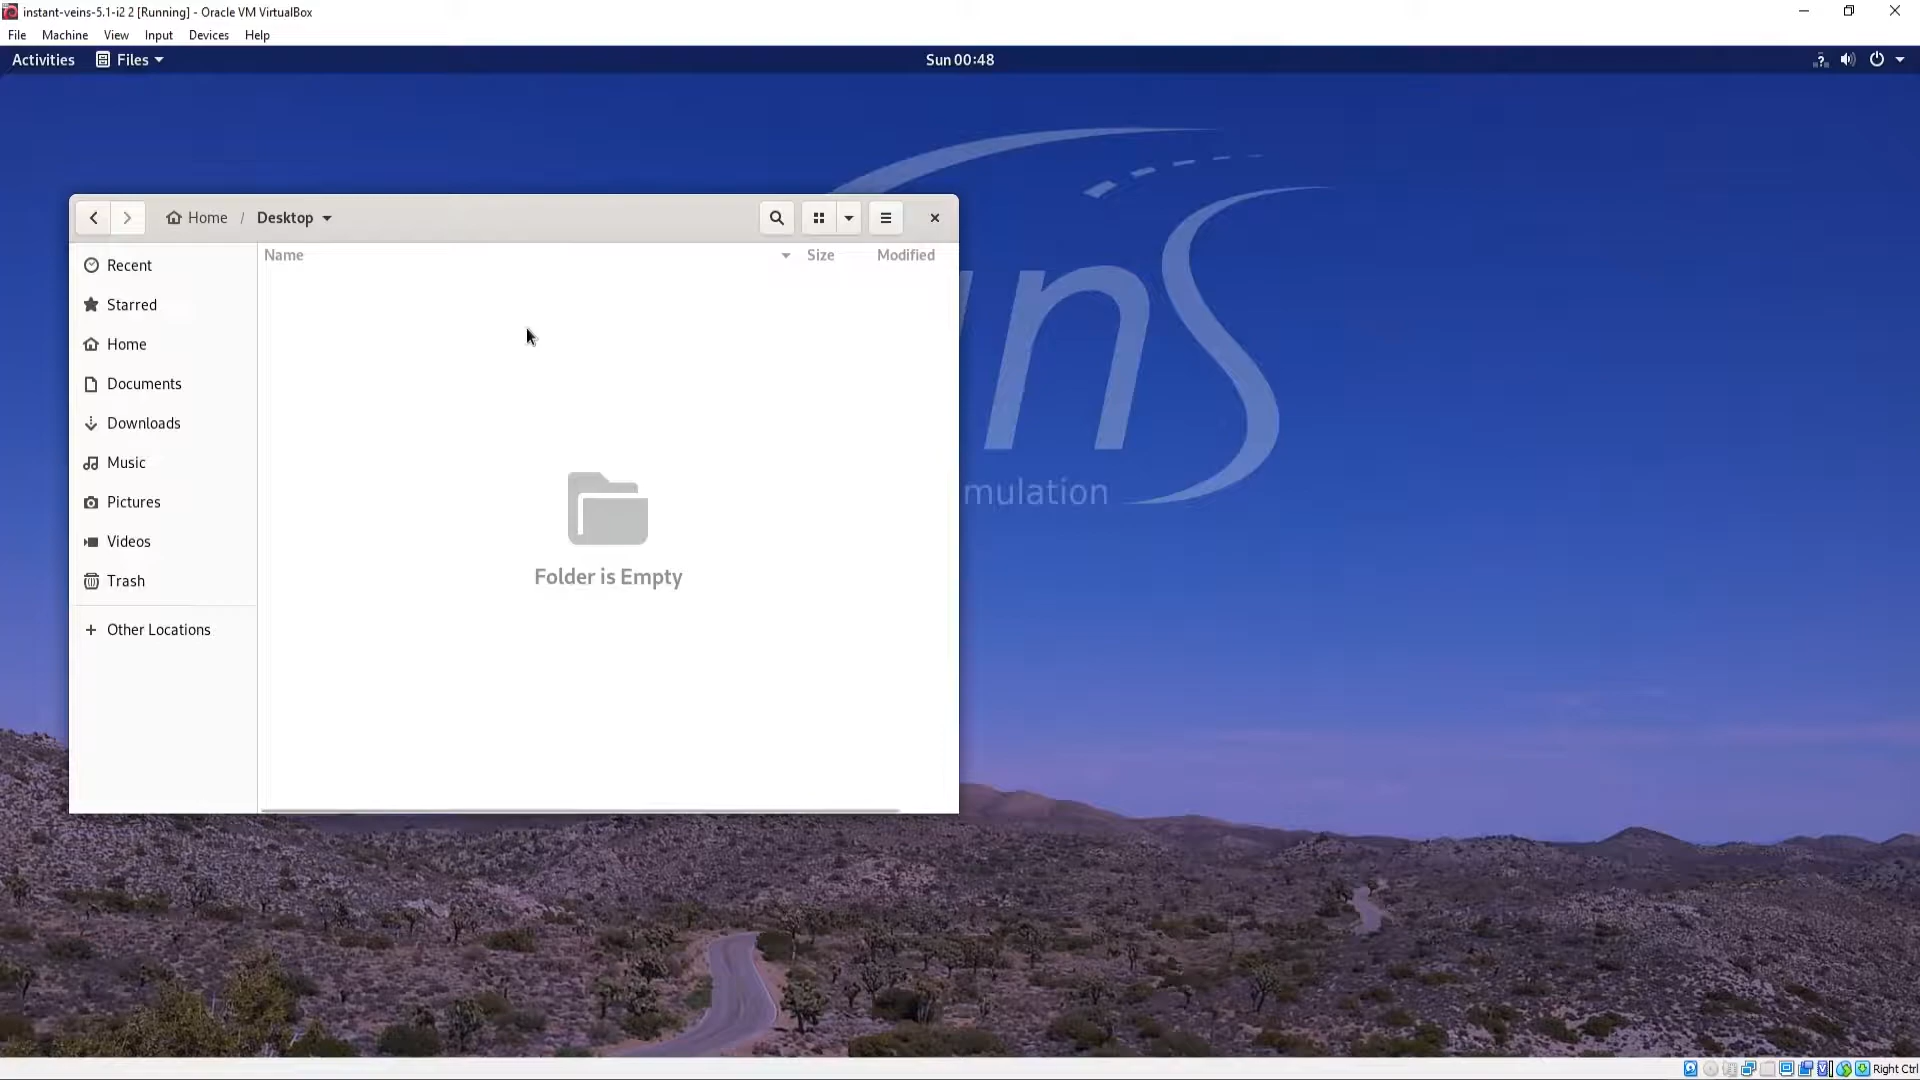 instant-veins-5.1-i2 2 [Running] - Oracle VM VirtualBox
File Machine View Input Devices Help
Activities Files Sun 00:48
Home / Desktop
Name Size Modified
Recent
Starred
Home
Documents
Downloads
Music
Pictures
Videos
Trash
Other Locations
Folder is Empty
ns
mulation
Right Ctrl